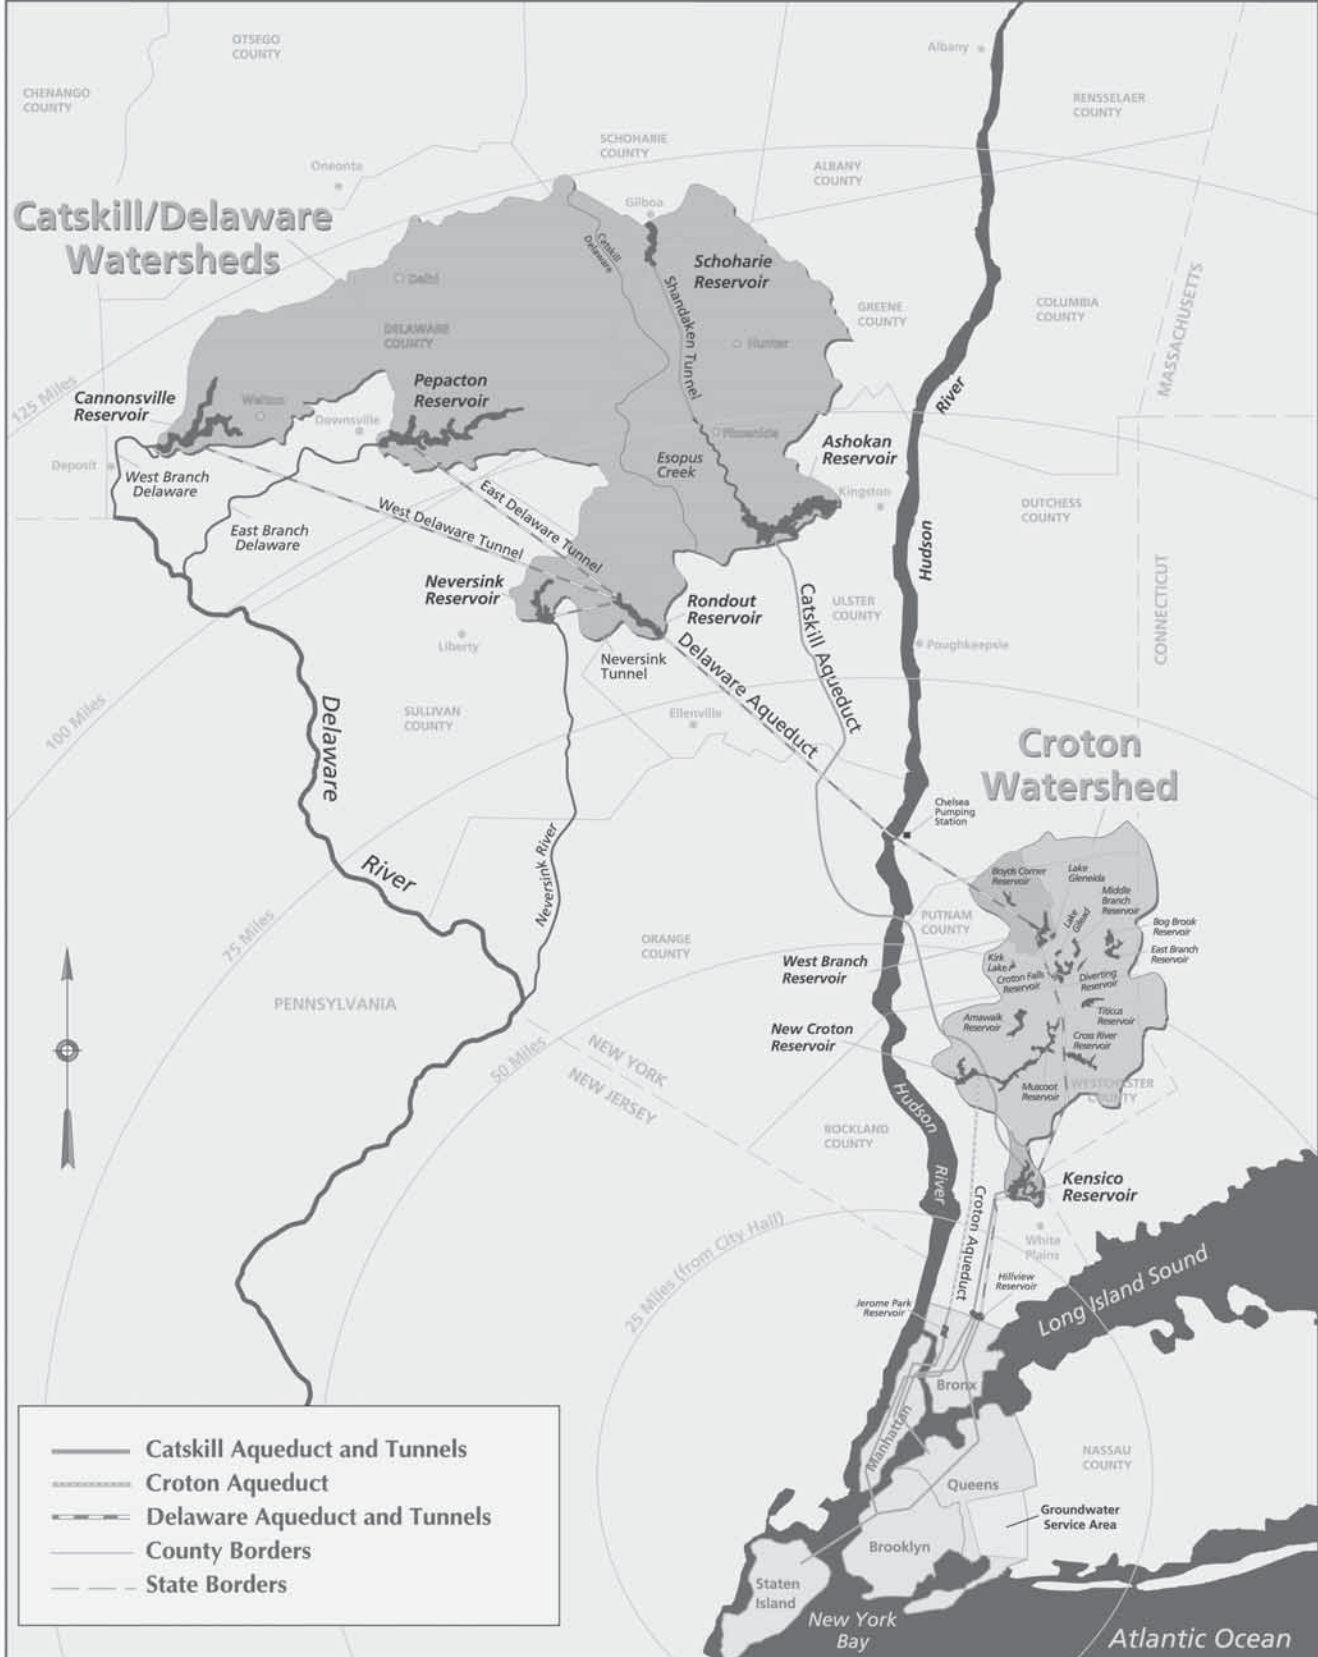 OTSEGO
COUNTY
Albany
CHENANGO
COUNTY
RENSSELAER
COUNTY
SCHOHARIE
COUNTY
ALBANY
COUNTY
Oneonta
Gilboa
Catskill/Delaware
Watersheds
Catskill
Delaware
Schoharie
Reservoir
Delhi
Shandaken Tunnel
GREENE
COUNTY
COLUMBIA
COUNTY
MASSACHUSETTS
DELAWARE
COUNTY
Hunter
125 Miles
Cannonsville
Reservoir
Pepacton
Reservoir
Walton
Downsville
River
Phoenicia
Ashokan
Reservoir
Deposit
Esopus
Creek
Kingston
West Branch
Delaware
East Delaware Tunnel
West Delaware Tunnel
DUTCHESS
COUNTY
East Branch
Delaware
Hudson
Neversink
Reservoir
Rondout
Reservoir
Catskill Aqueduct
ULSTER
COUNTY
CONNECTICUT
Liberty
Neversink
Tunnel
Delaware Aqueduct
Poughkeepsie
100 Miles
Delaware
SULLIVAN
COUNTY
Ellenville
Croton
Watershed
Chelsea
Pumping
Station
River
Neversink River
Boyds Corner
Reservoir
Lake
Gleneida
Middle
Branch
Reservoir
Lake
Gilead
75 Miles
PUTNAM
COUNTY
Bog Brook
Reservoir
ORANGE
COUNTY
East Branch
Reservoir
West Branch
Reservoir
Kirk
Lake
Croton Falls
Reservoir
Diverting
Reservoir
PENNSYLVANIA
Titicus
Reservoir
Amawalk
Reservoir
New Croton
Reservoir
Cross River
Reservoir
50 Miles
NEW YORK
NEW JERSEY
Muscoot
Reservoir
WESTCHESTER
COUNTY
Hudson
River
ROCKLAND
COUNTY
Kensico
Reservoir
Croton Aqueduct
White
Plains
25 Miles (from City Hall)
Hillview
Reservoir
Long Island Sound
Jerome Park
Reservoir
Bronx
Manhattan
NASSAU
COUNTY
Queens
Groundwater
Service Area
Brooklyn
Staten
Island
New York
Bay
Atlantic Ocean
Catskill Aqueduct and Tunnels
Croton Aqueduct
Delaware Aqueduct and Tunnels
County Borders
State Borders